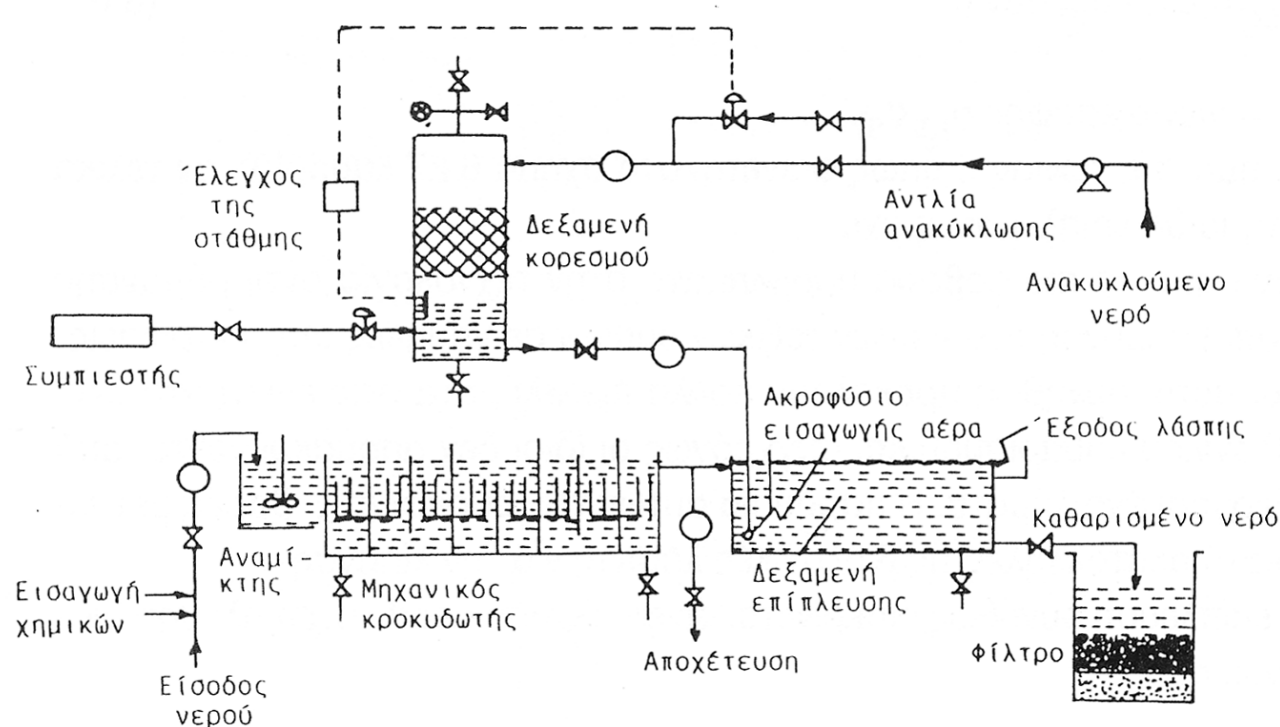 Έλεγχος
της
στάθμης
Δεξαμενή
κορεσμού
Αντλία
ανακύκλωσης
Ανακυκλούμενο
νερό
Συμπιεστής
Ακροφύσιο
εισαγωγής αέρα
Έξοδος λάσπης
Καθαρισμένο νερό
Αναμί-
κτης
Μηχανικός
κροκυδωτής
Δεξαμενή
επίπλευσης
Εισαγωγή
χημικών
Αποχέτευση
Φίλτρο
Είσοδος
νερού